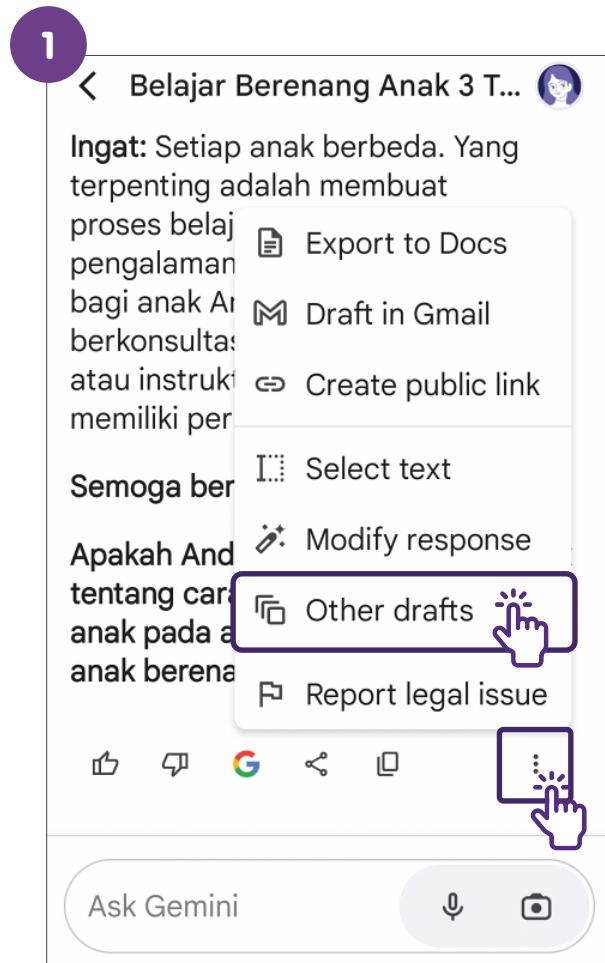 1
Belajar Berenang Anak 3 T...
Ingat: Setiap anak berbeda. Yang
terpenting adalah membuat
proses belaj
pengalaman
bagi anak
berkonsultas
atau instrukt
memiliki per
Semoga ber
Apakah And
tentang cara
anak pada a
anak berena
Export to Docs
Draft in Gmail
Create public link
Select text
Modify response
Other drafts
Report legal issue
Ask Gemini